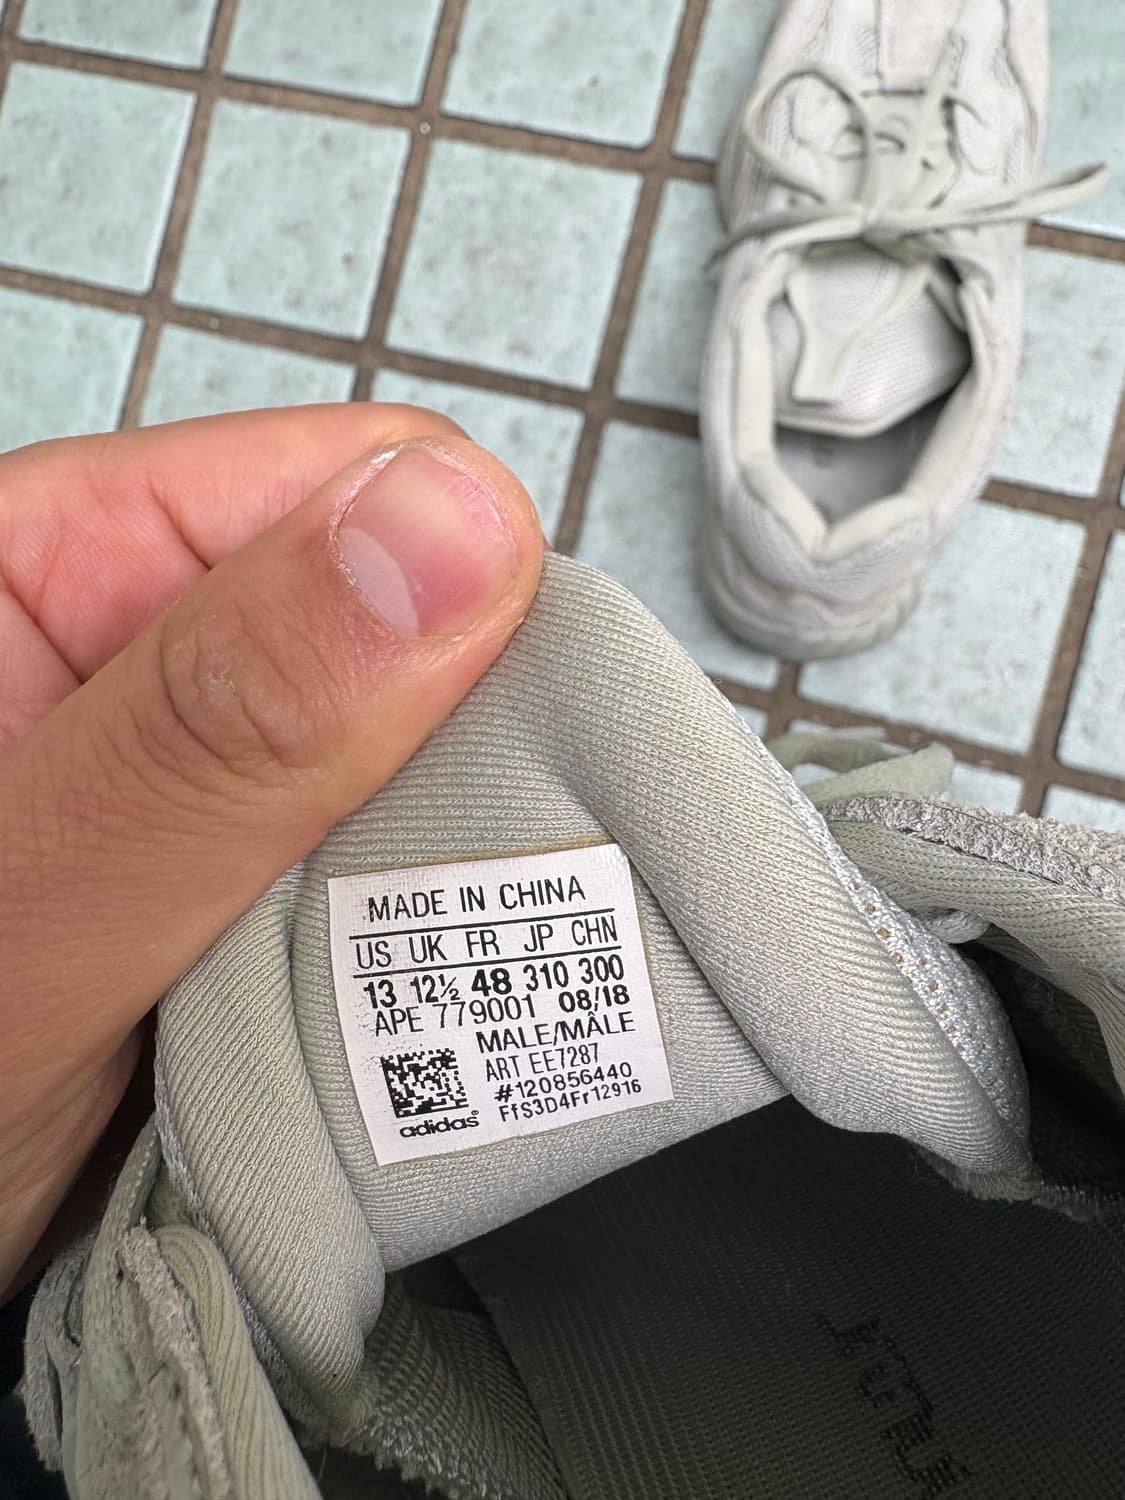 MADE IN CHINA
US UK FR JP CHN
13 12½ 48 310 300
APE 779001 08/18
MALE/MÂLE
ART EE7287
#120856440
FfS3D4Fr12916
adidas®